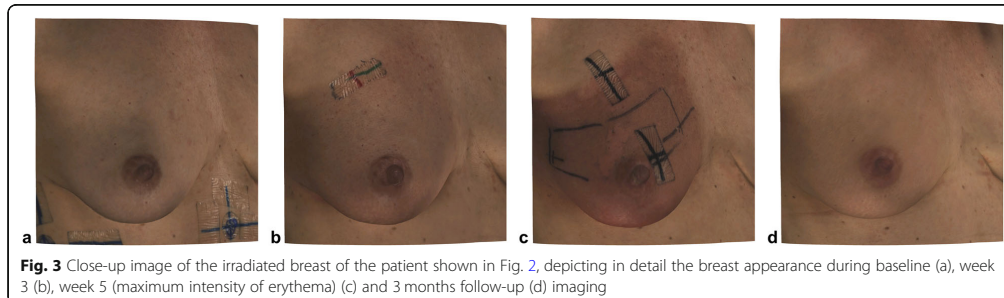 a
b
c
d
Fig. 3 Close-up image of the irradiated breast of the patient shown in Fig. 2, depicting in detail the breast appearance during baseline (a), week
3 (b), week 5 (maximum intensity of erythema) (c) and 3 months follow-up (d) imaging